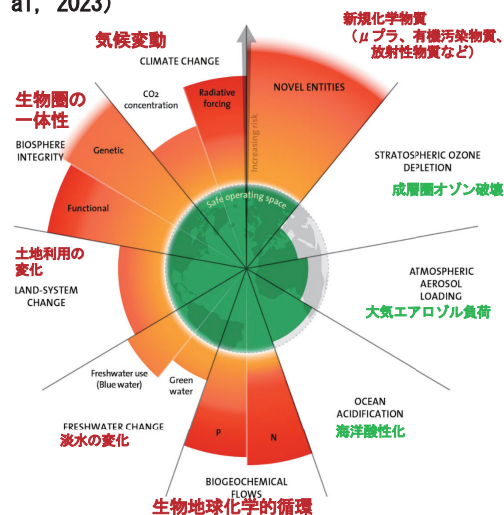 al, 2023)
新規化学物質
(μプラ、有機汚染物質、
放射性物質など)
気候変動
CLIMATE CHANGE
CO2
concentration
Radiative
forcing
NOVEL ENTITIES
Increasing risk
生物圏の
一体性
BIOSPHERE
INTEGRITY
Genetic
Functional
STRATOSPHERIC OZONE
DEPLETION
成層圏オゾン破壊
Safe operating space
土地利用の
変化
LAND-SYSTEM
CHANGE
ATMOSPHERIC
AEROSOL
LOADING
大気エアロゾル負荷
Freshwater use
(Blue water)
Green
water
FRESHWATER CHANGE
淡水の変化
OCEAN
ACIDIFICATION
海洋酸性化
P
N
BIOGEOCHEMICAL
FLOWS
生物地球化学的循環